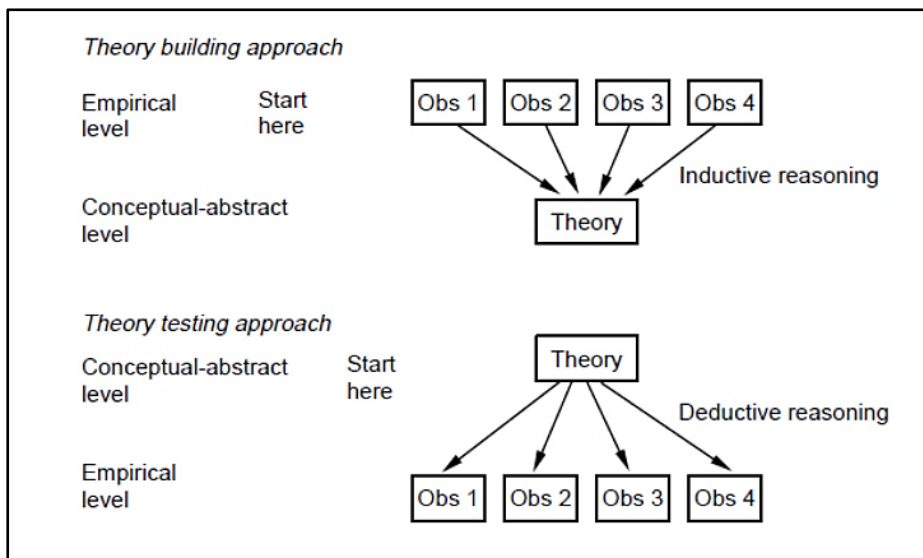 Theory building approach
Empirical level
Start here
Obs 1 Obs 2 Obs 3 Obs 4
Inductive reasoning
Conceptual-abstract level
Theory
Theory testing approach
Conceptual-abstract level
Start here
Theory
Deductive reasoning
Empirical level
Obs 1 Obs 2 Obs 3 Obs 4